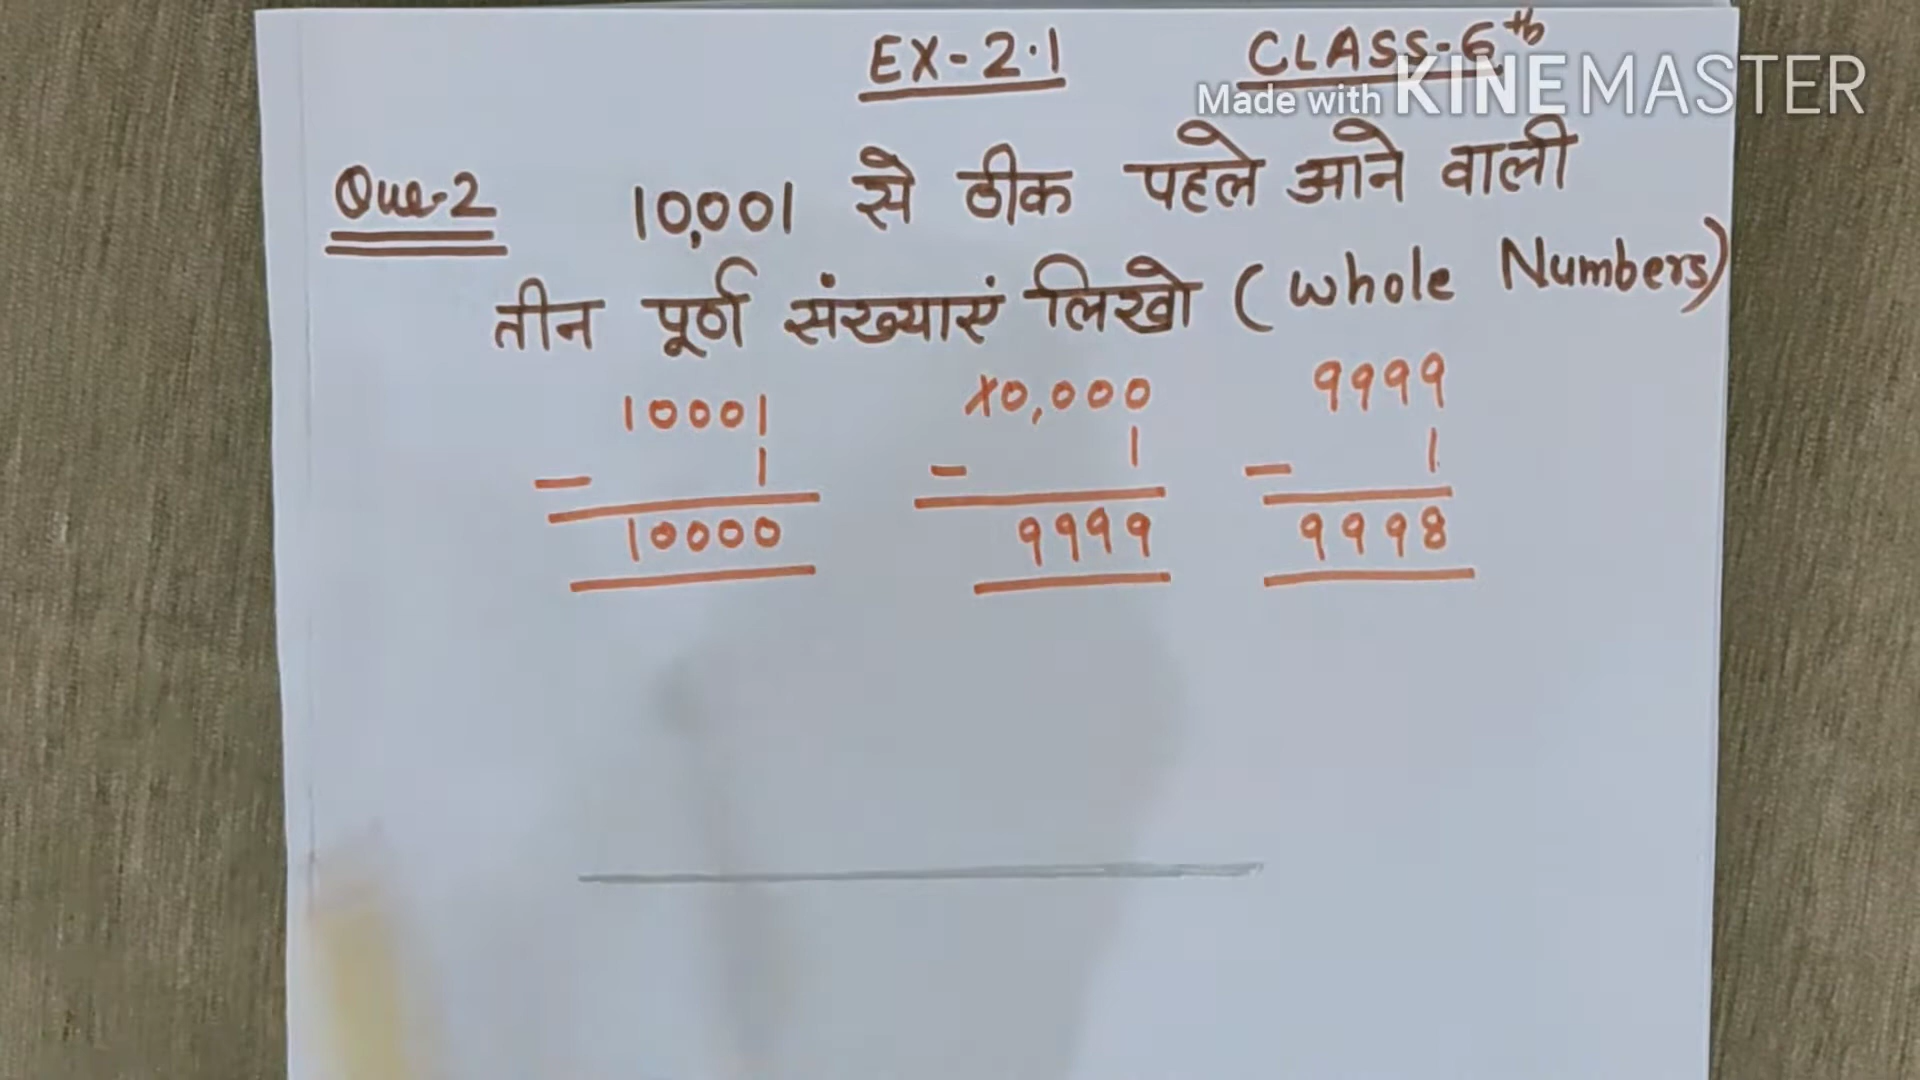 EX-2.1 CLASS-6th
Made with KINEMASTER
Que-2 10,001 से ठीक पहले आने वाली
तीन पूर्ण संख्याएं लिखो (Whole Numbers)
10001 10,000 9999
- 1 - 1 - 1
10000 9999 9998